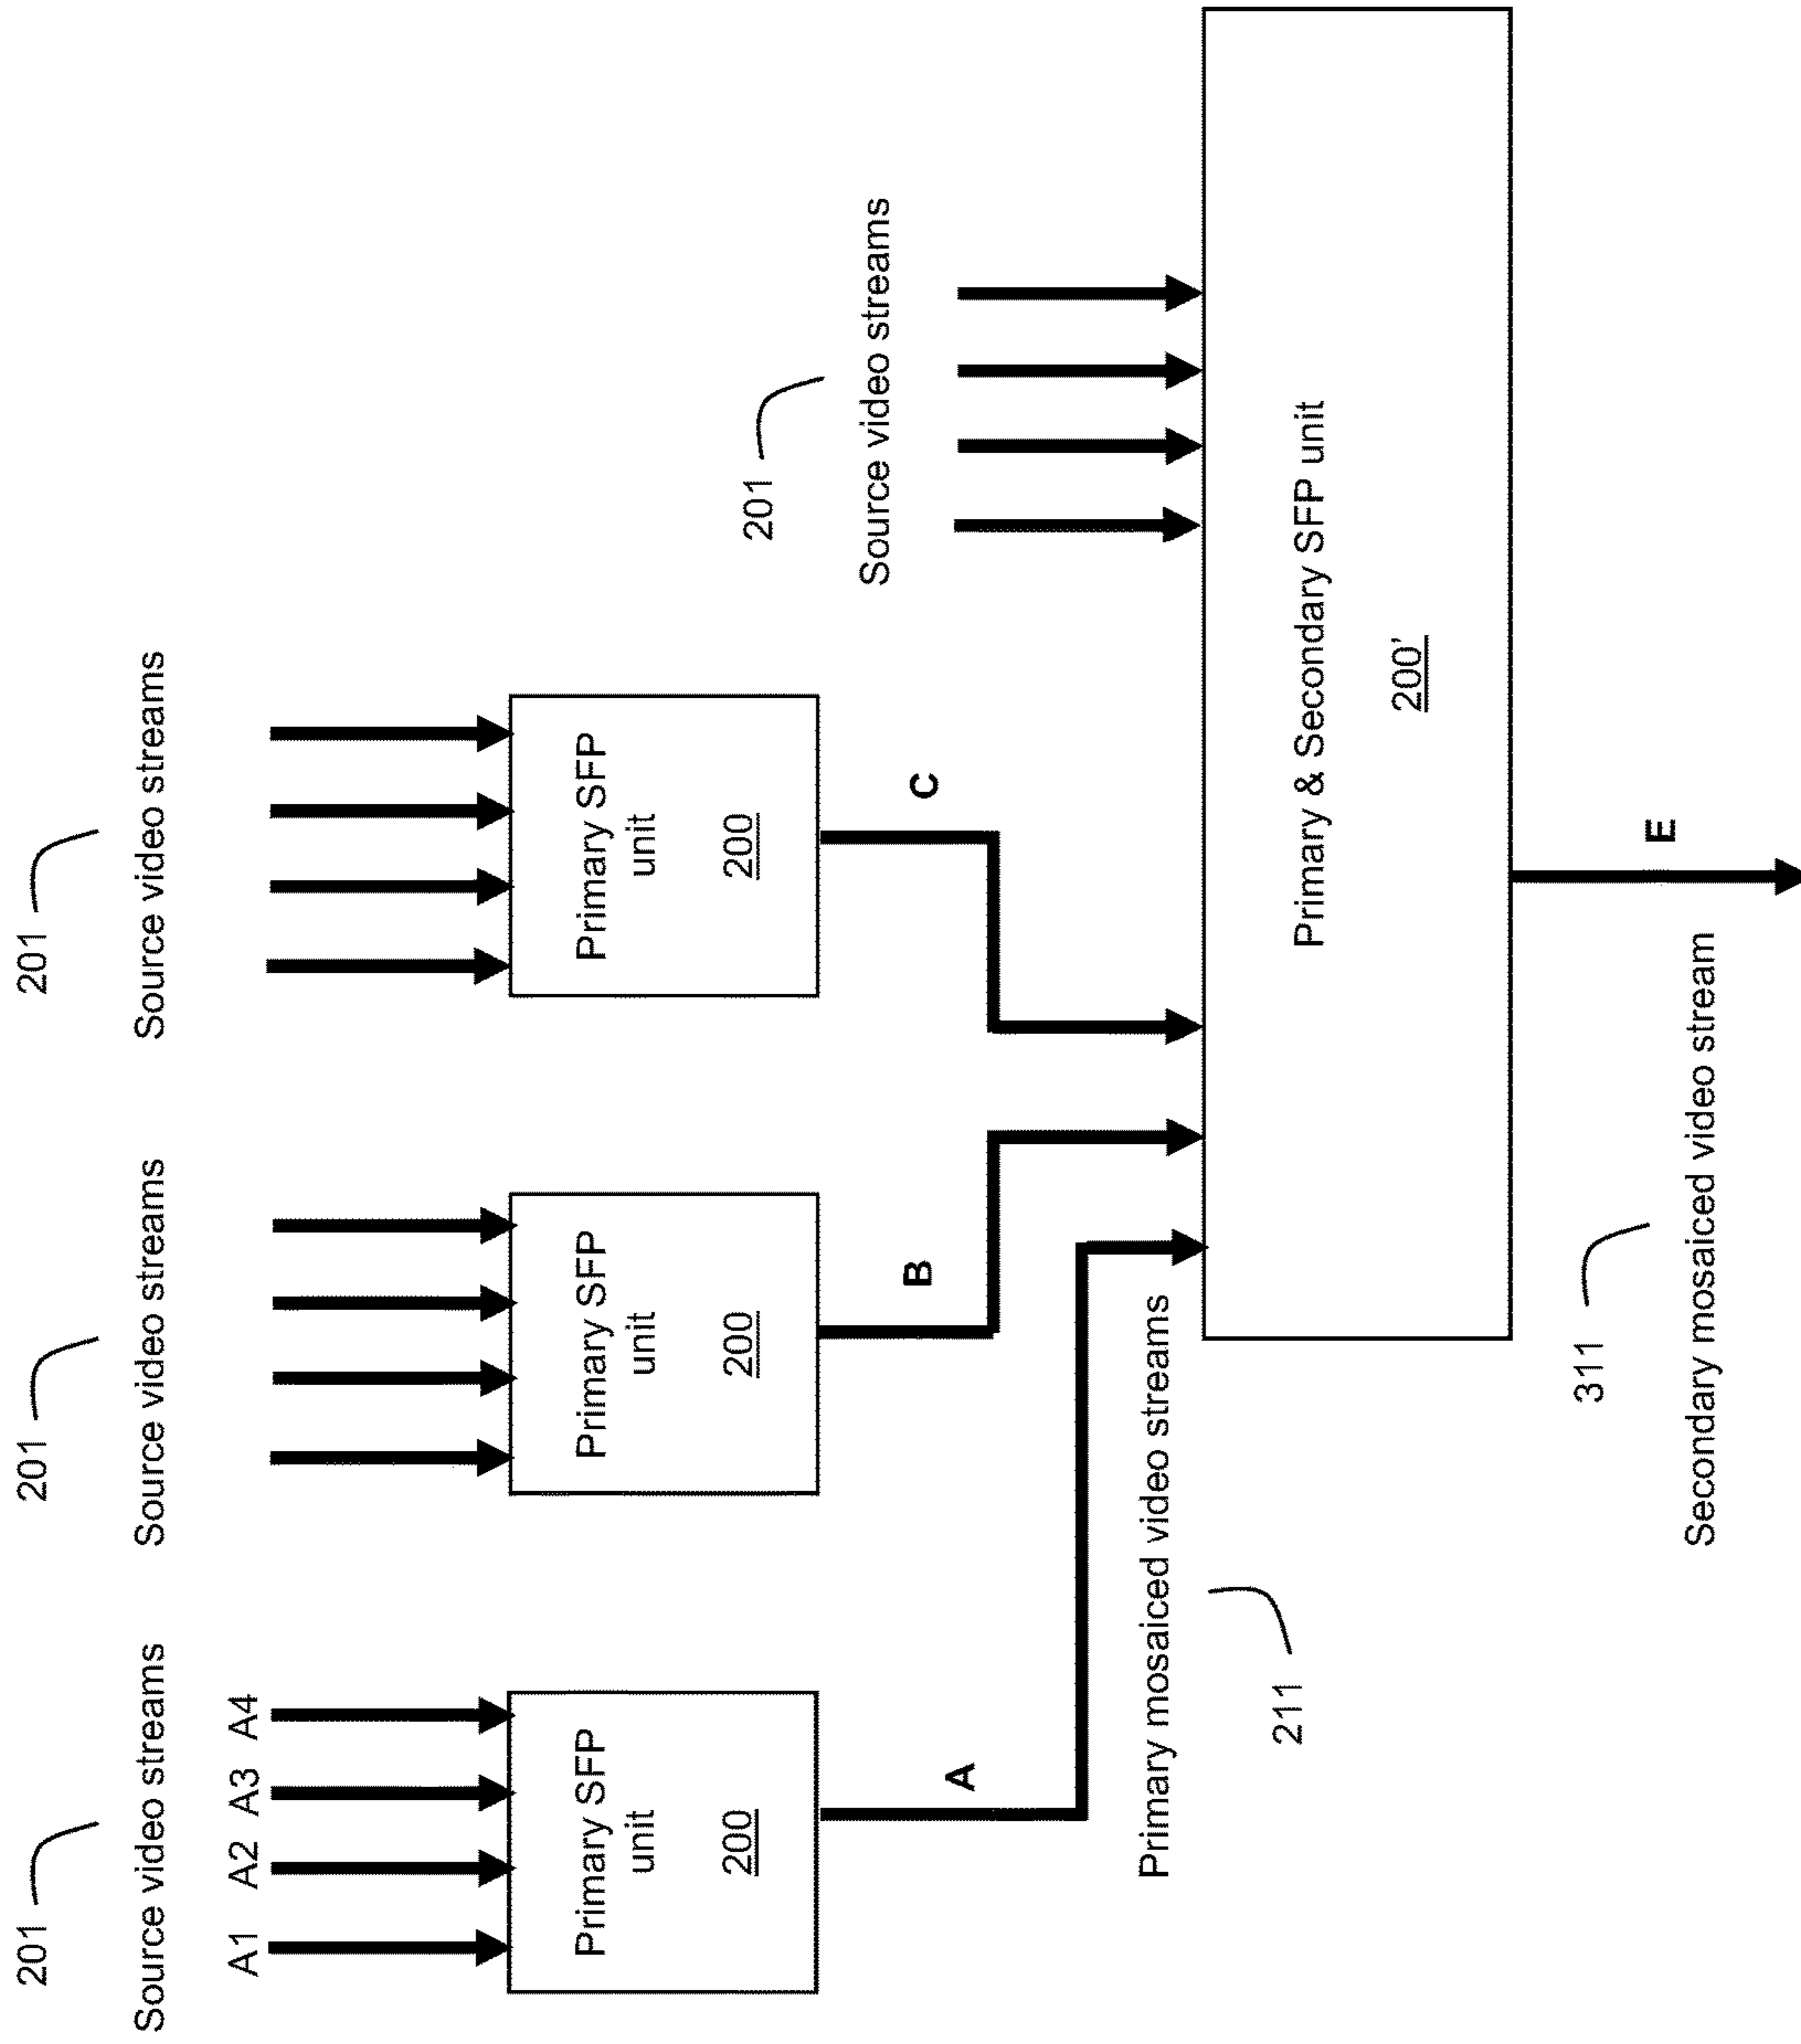 201
Source video streams
A1 A2 A3 A4
Primary SFP
unit
200
A
201
Source video streams
Primary SFP
unit
200
B
201
Source video streams
Primary SFP
unit
200
C
201
Source video streams
Primary mosaiced video streams
211
Primary & Secondary SFP unit
200'
311
Secondary mosaiced video stream
E